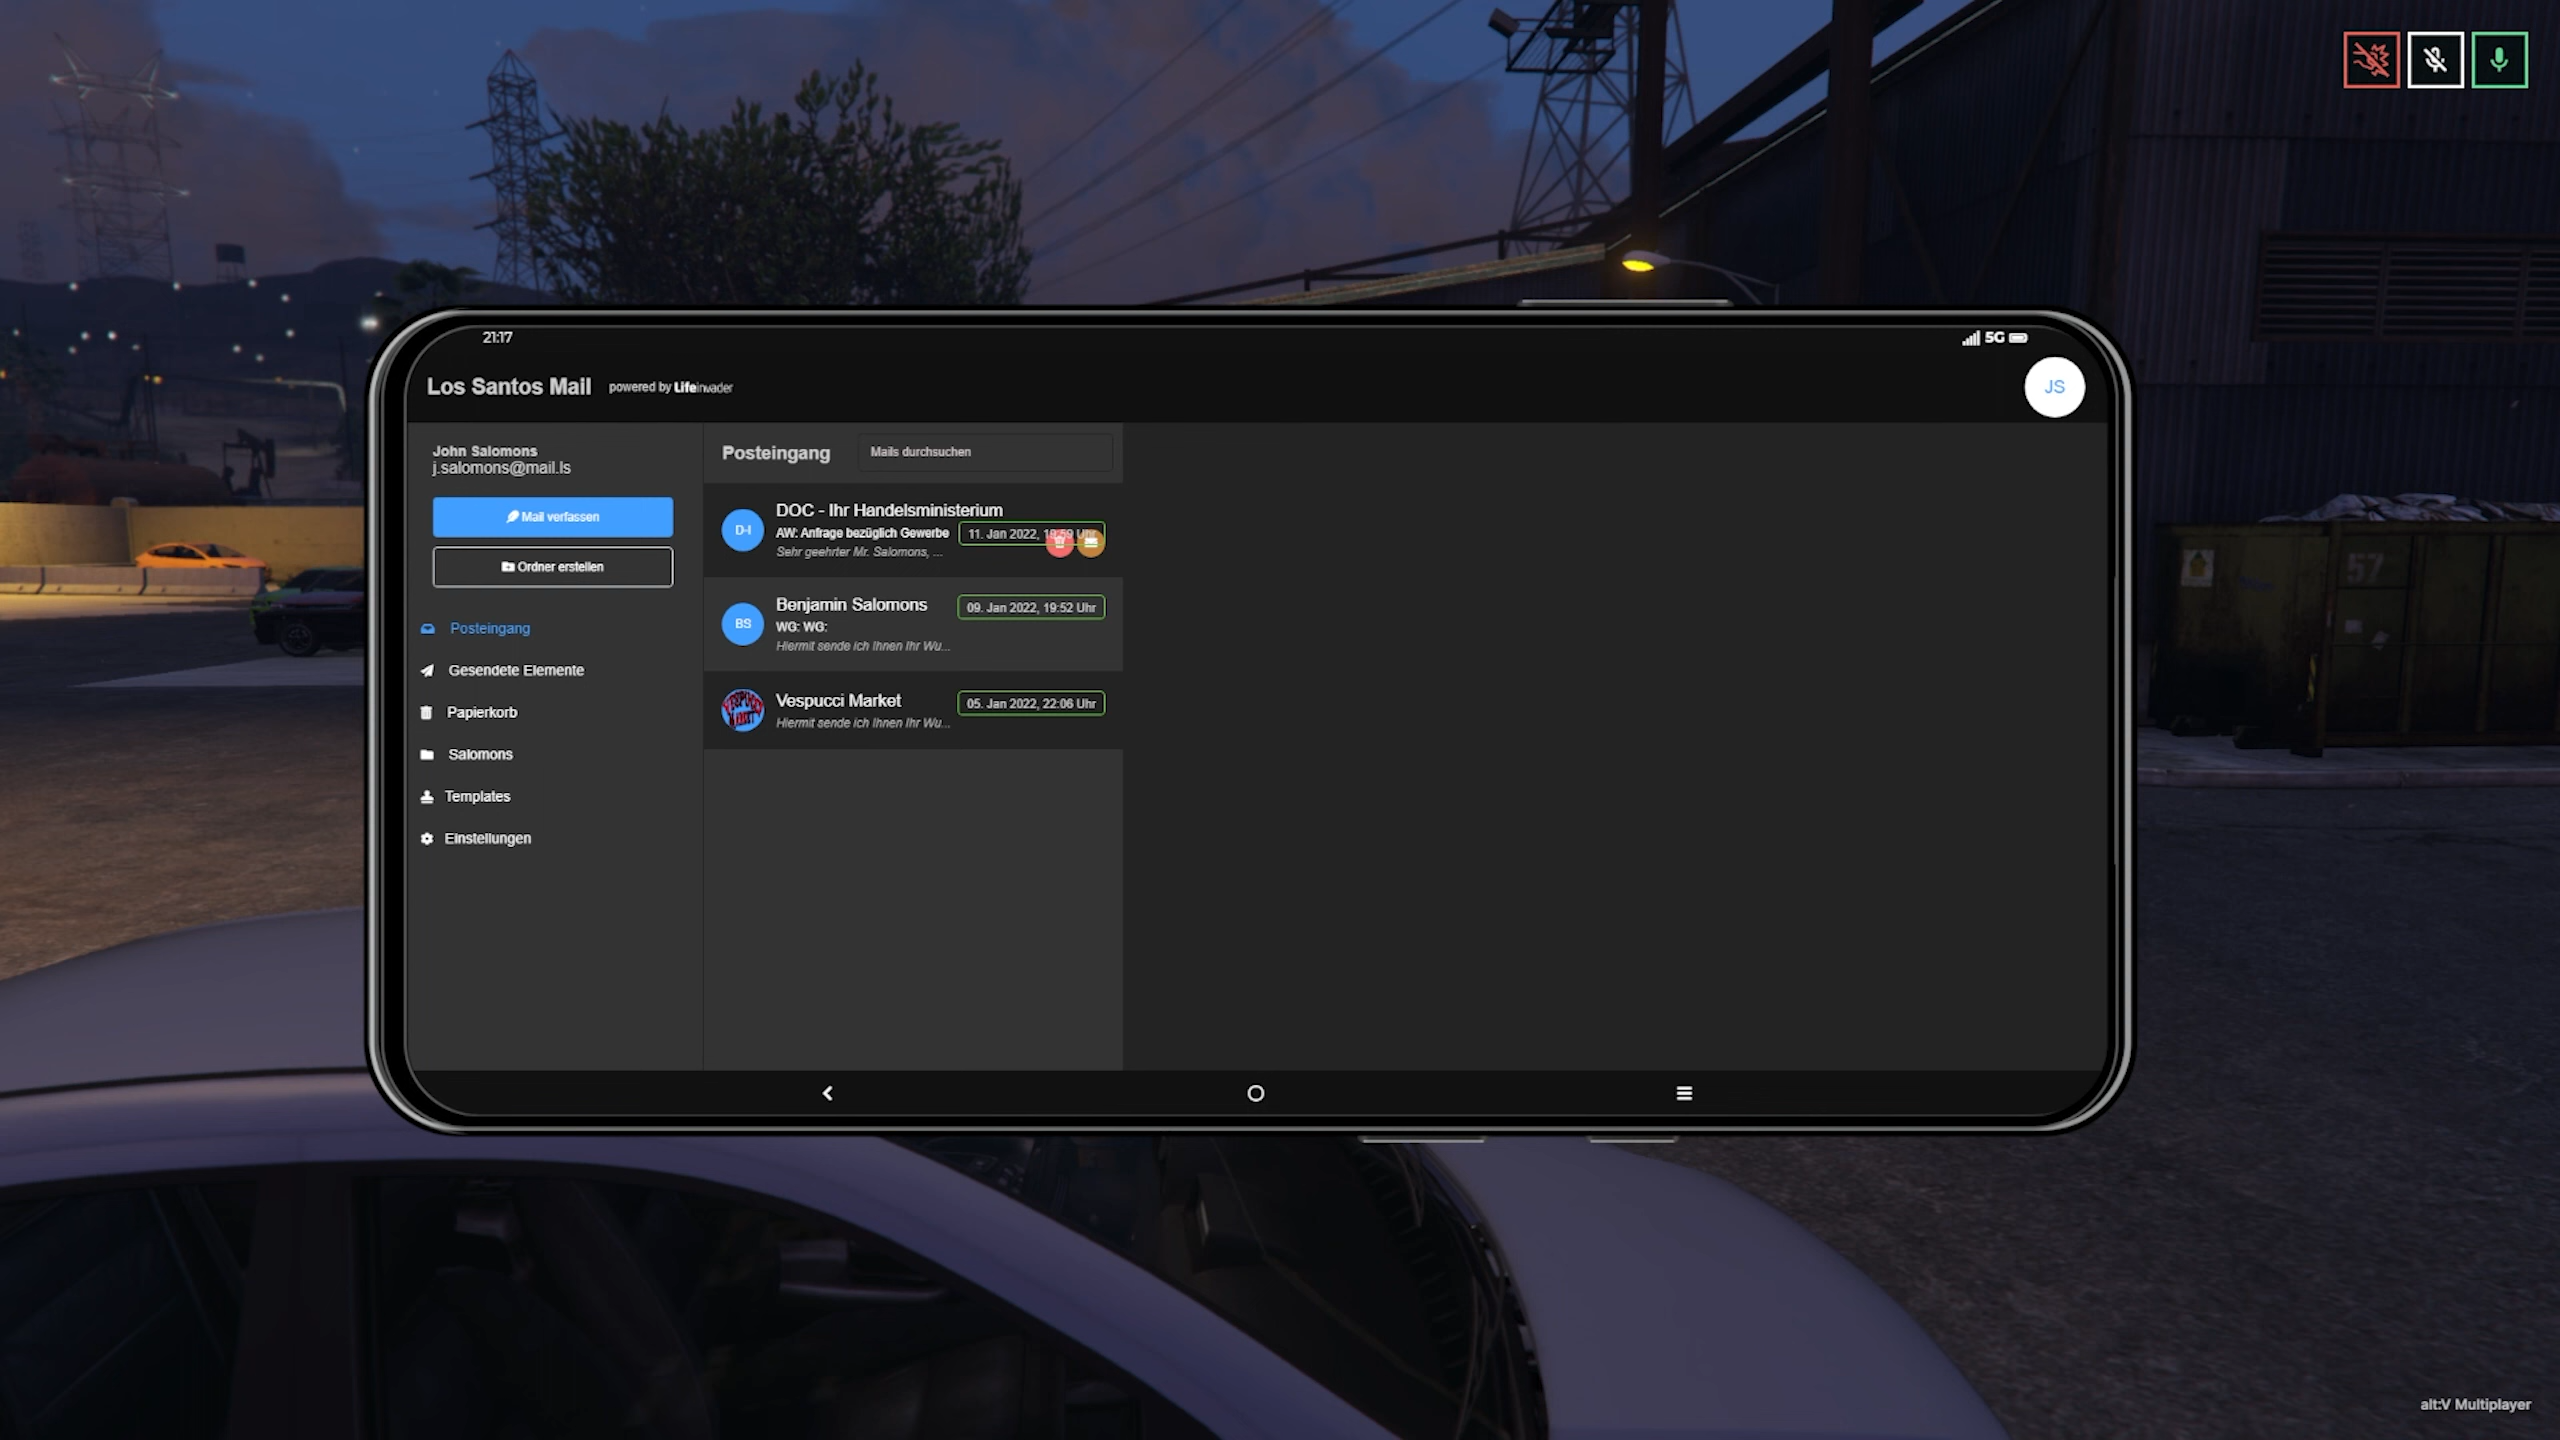 21:17
5G
Los Santos Mail powered by Lifeinvader
JS
John Salomons
j.salomons@mail.ls
Mail verfassen
Ordner erstellen
Posteingang
Gesendete Elemente
Papierkorb
Salomons
Templates
Einstellungen
Posteingang
Mails durchsuchen
D-I
DOC - Ihr Handelsministerium
AW: Anfrage bezüglich Gewerbe
11. Jan 2022, Uhr
Sehr geehrter Mr. Salomons, ...
BS
Benjamin Salomons
09. Jan 2022, 19:52 Uhr
WG: WG:
Hiermit sende ich Ihnen Ihr Wu...
Vespucci Market
05. Jan 2022, 22:06 Uhr
Hiermit sende ich Ihnen Ihr Wu...
57
alt:V Multiplayer